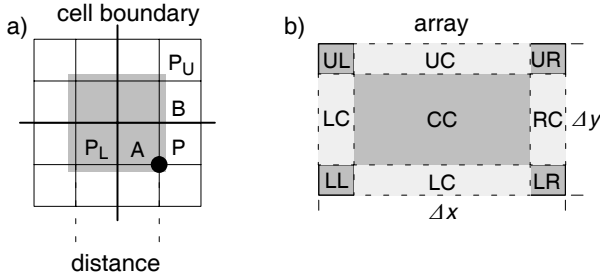 cell boundary
a)
P_U
B
P_L
A
P
distance
b)
array
UL UC UR
LC CC RC
Δy
LL LC LR
Δx